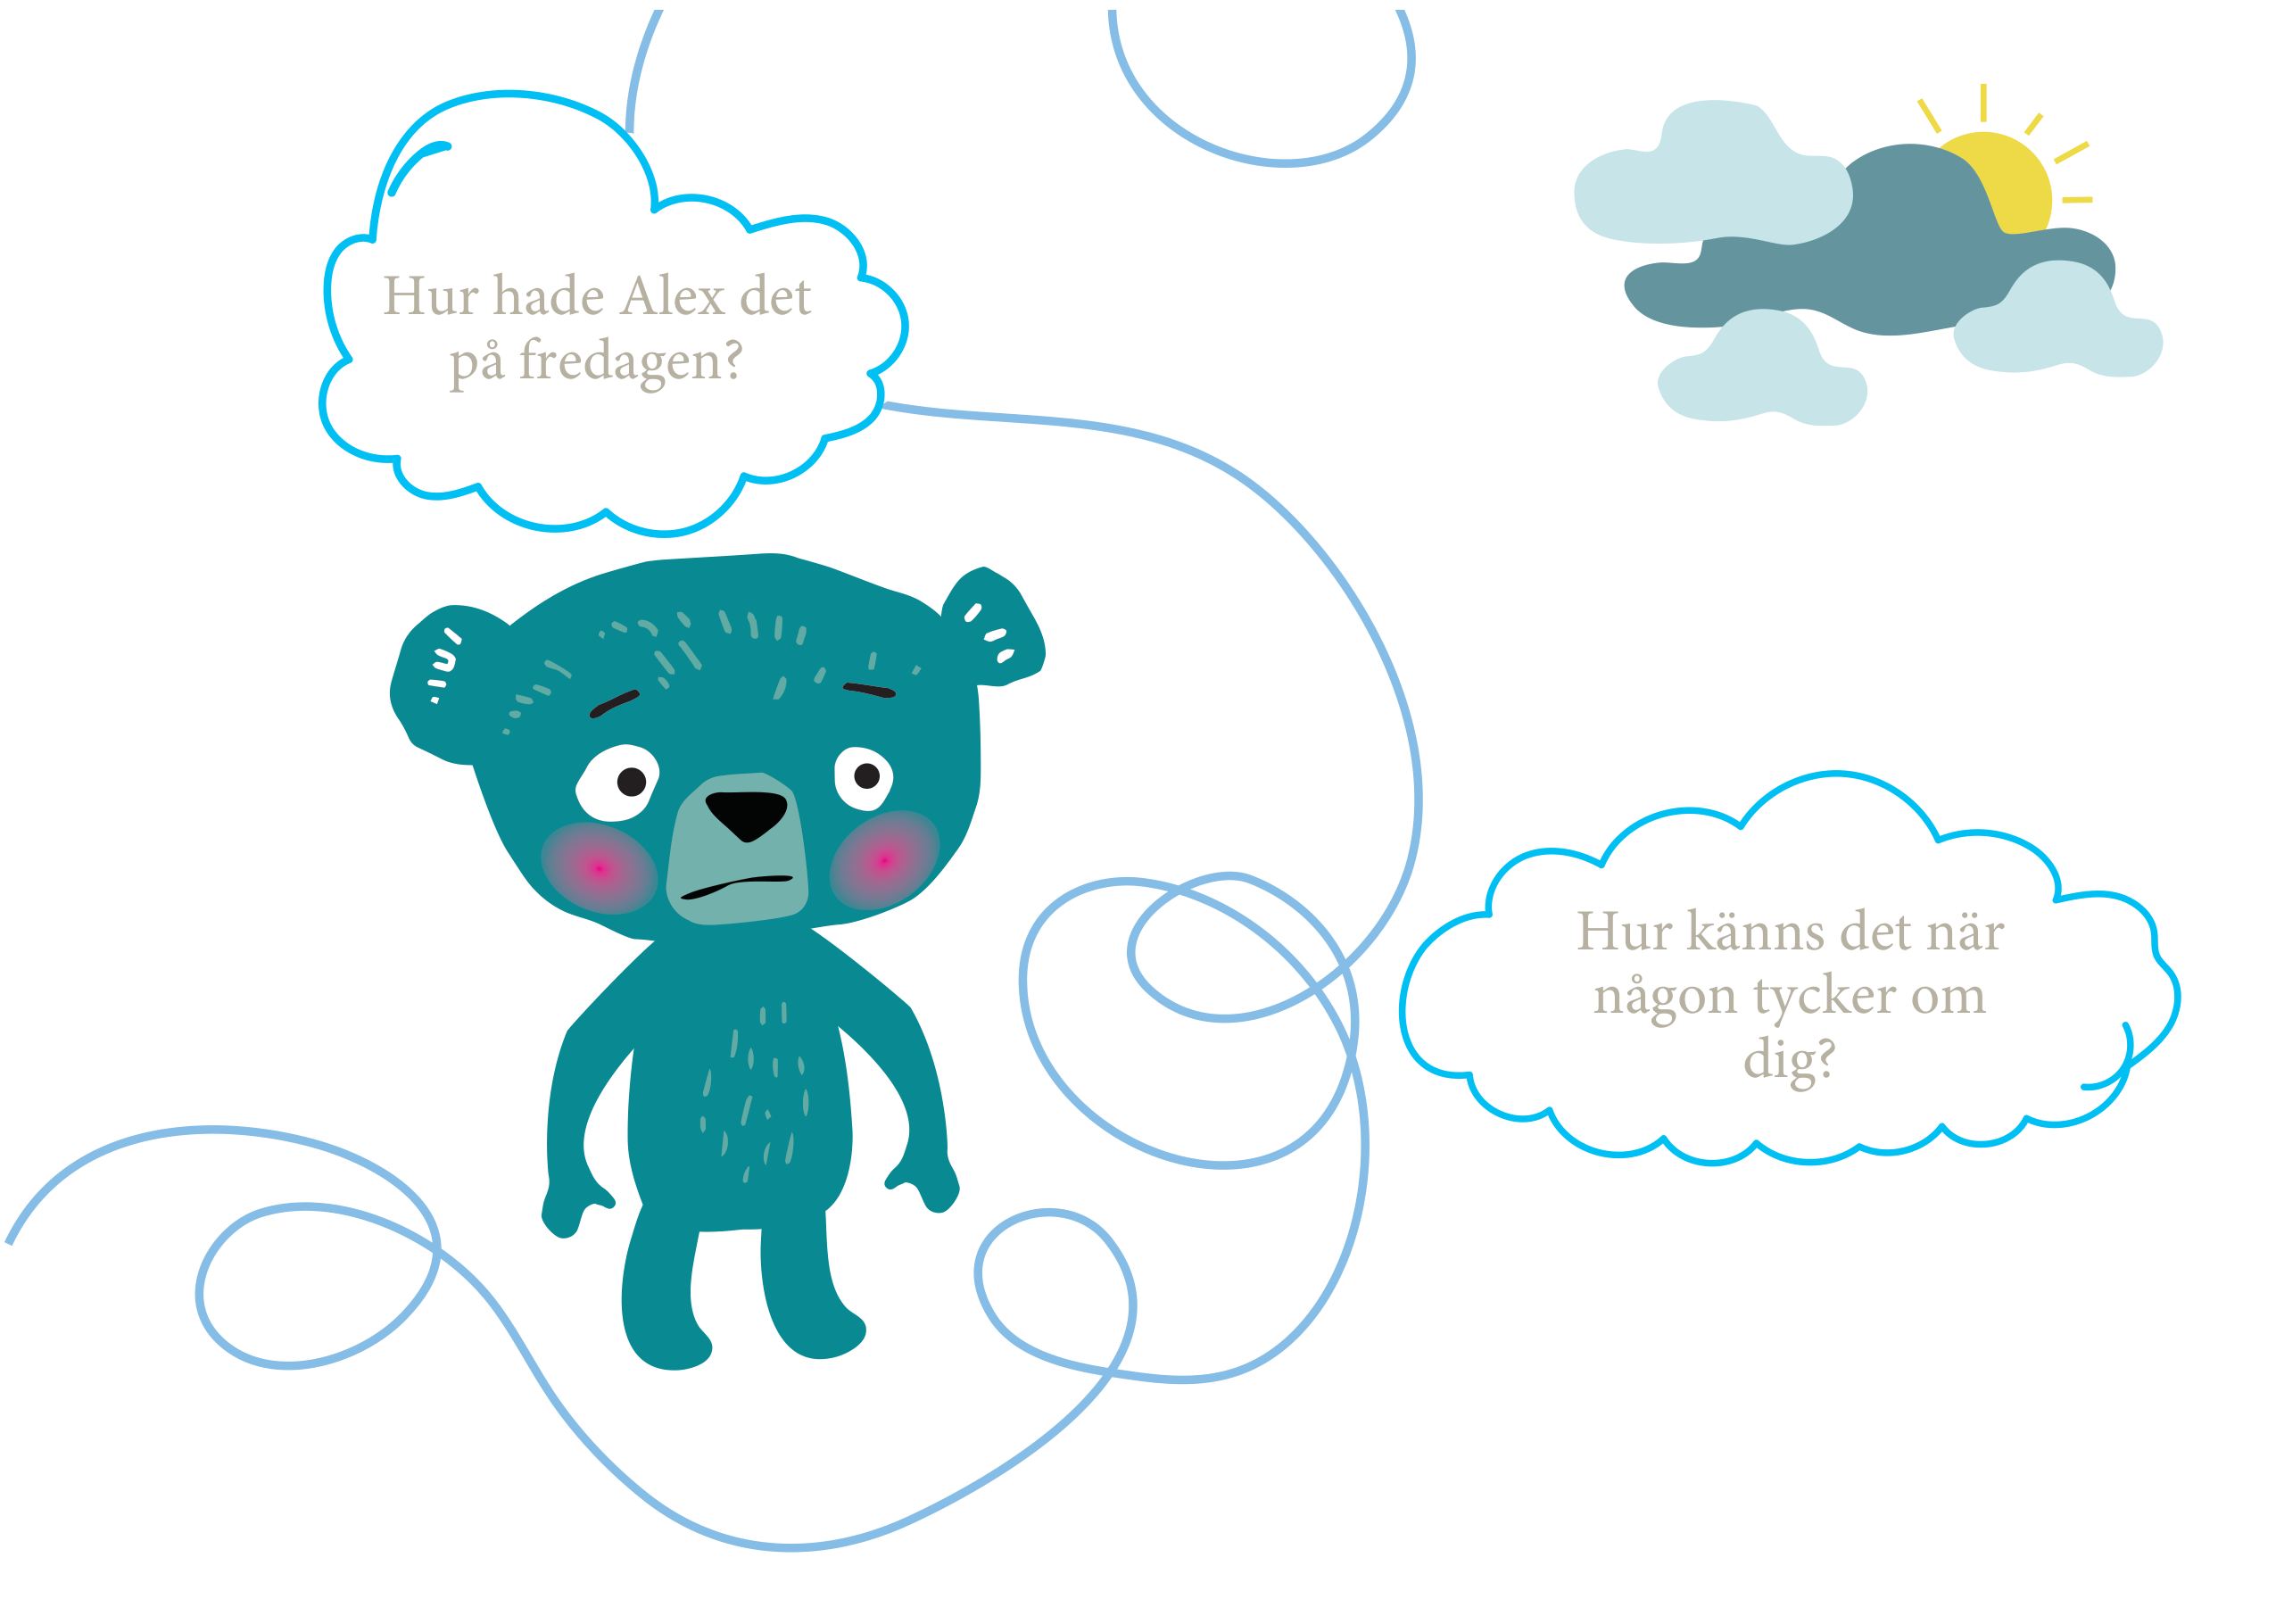 Hur hade Alex det
på fredagen?
Hur känns det när
någon tycker om
dig?